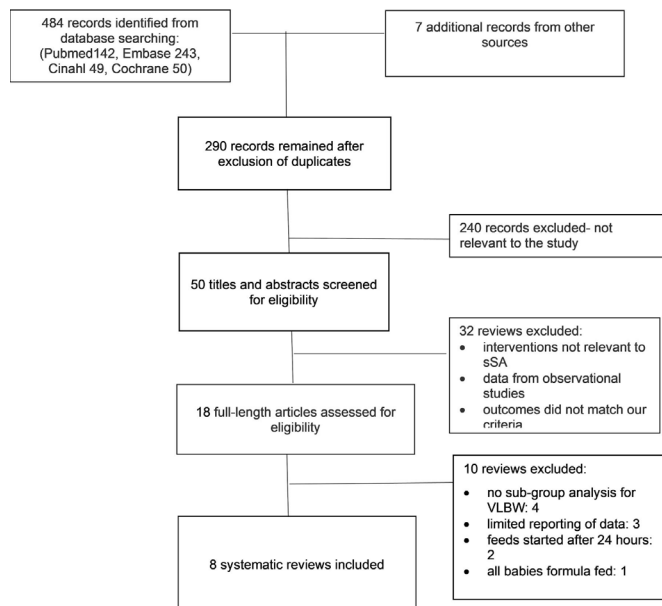 484 records identified from
database searching:
(Pubmed142, Embase 243,
Cinahl 49, Cochrane 50)
7 additional records from other
sources
290 records remained after
exclusion of duplicates
240 records excluded- not
relevant to the study
50 titles and abstracts screened
for eligibility
32 reviews excluded:
• interventions not relevant to
sSA
• data from observational
studies
• outcomes did not match our
criteria
18 full-length articles assessed for
eligibility
10 reviews excluded:
• no sub-group analysis for
VLBW: 4
• limited reporting of data: 3
• feeds started after 24 hours:
2
• all babies formula fed: 1
8 systematic reviews included